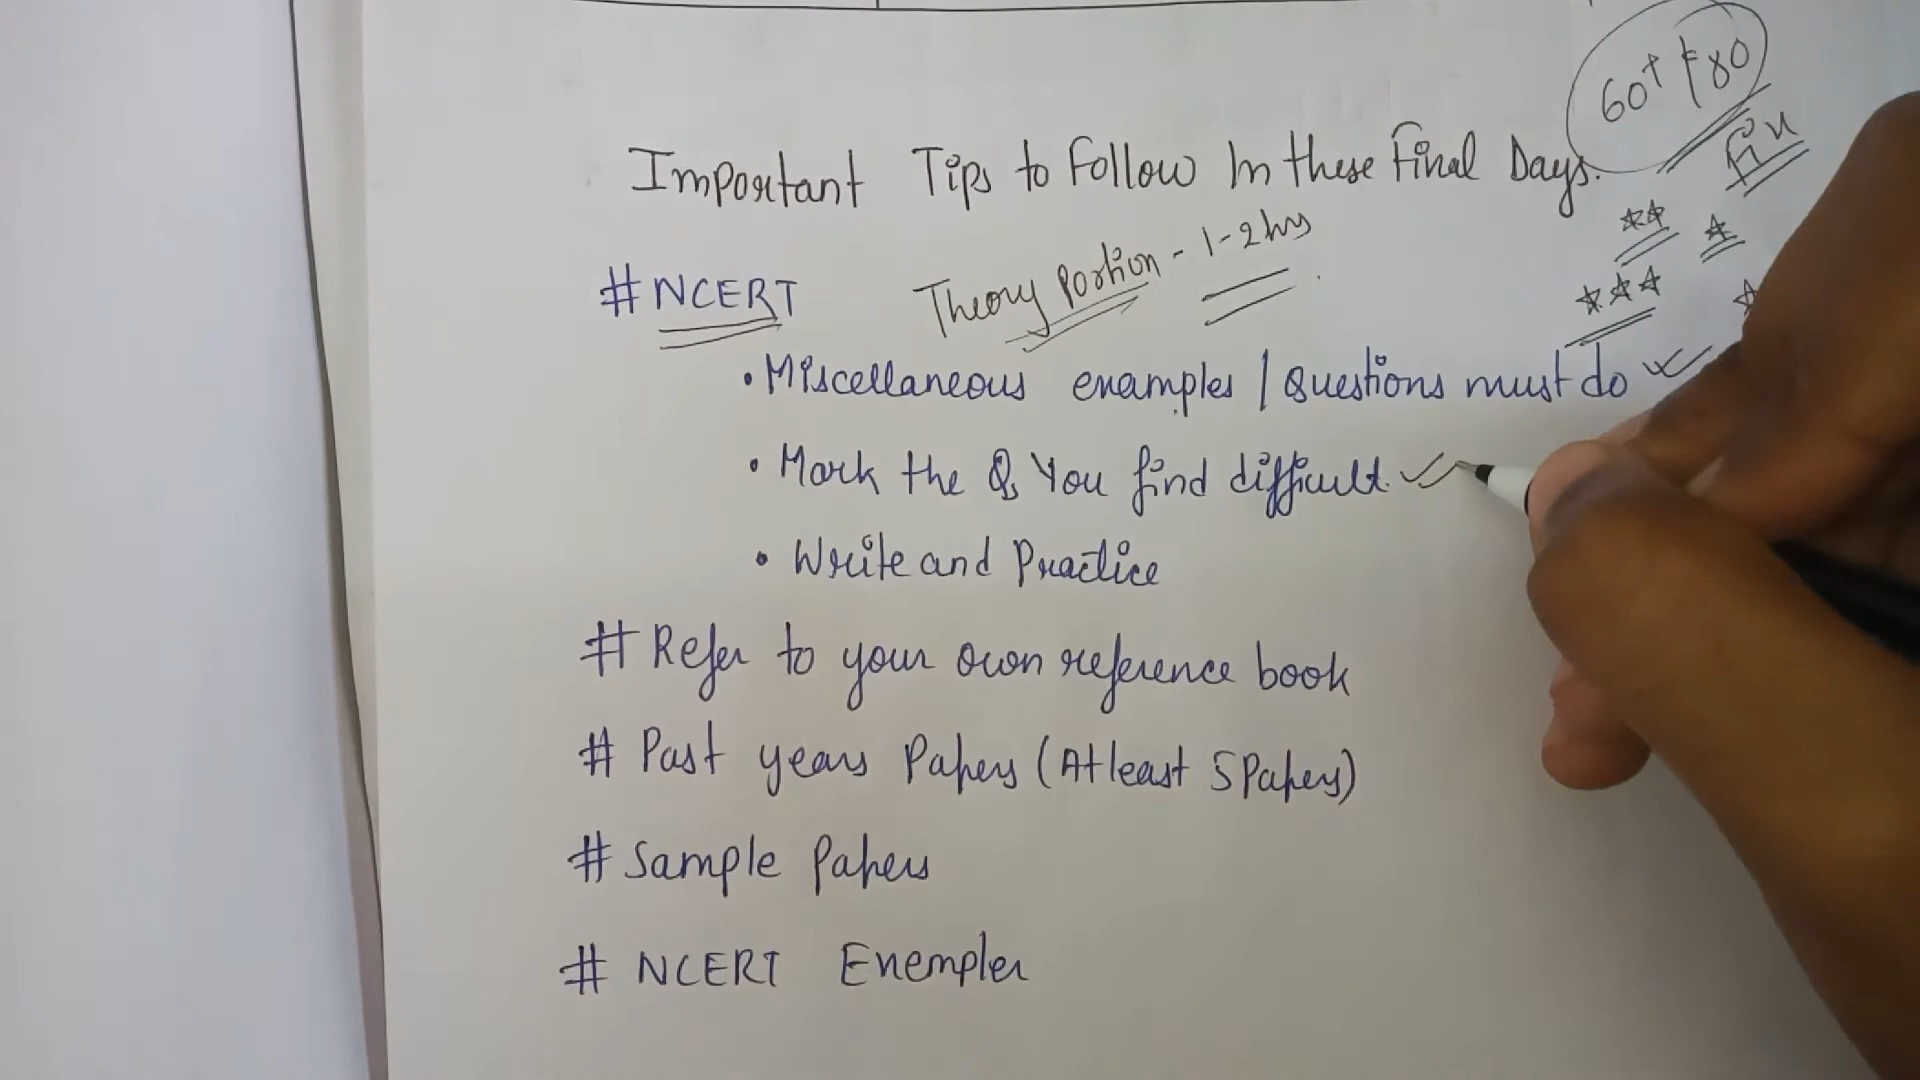 60+ / 80
fix
Important Tips to Follow In these Final Days.
#NCERT
Theory Portion - 1-2 hrs
• Miscellaneous examples / Questions must do
• Mark the Q, You find difficult.
• Write and Practice
# Refer to your own reference book
# Past years Papers (Atleast 5 Papers)
# Sample Papers
# NCERT Exempler